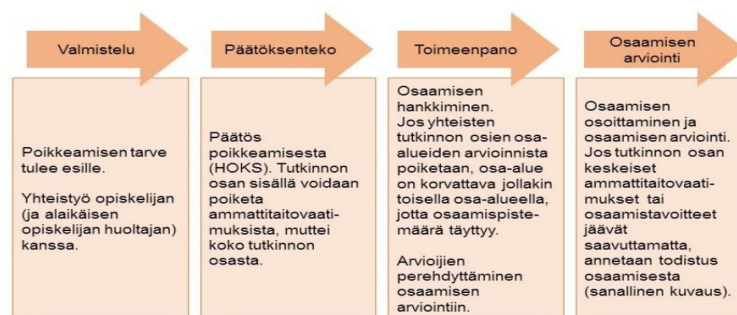 Valmistelu
Poikkeamisen tarve
tulee esille.
Yhteistyö opiskelijan
(ja alaikäisen
opiskelijan huoltajan)
kanssa.
Päätöksenteko
Päätös
poikkeamisesta
(HOKS). Tutkinnon
osan sisällä voidaan
poiketa
ammattitaitovaati-
muksista, muttei
koko tutkinnon
osasta.
Toimeenpano
Osaamisen
hankkiminen.
Jos yhteisten
tutkinnon osien osa-
alueiden arvioinnista
poiketaan, osa-alue
on korvattava jollakin
toisella osa-alueella,
jotta osaamispiste-
määrä täyttyy.
Arvioijien
perehdyttäminen
osaamisen
arviointiin.
Osaamisen
arviointi
Osaamisen
osoittaminen ja
osaamisen arviointi.
Jos tutkinnon osan
keskeiset
ammattitaitovaati-
mukset tai
osaamistavoitteet
jäävät
saavuttamatta,
annetaan todistus
osaamisesta
(sanallinen kuvaus).